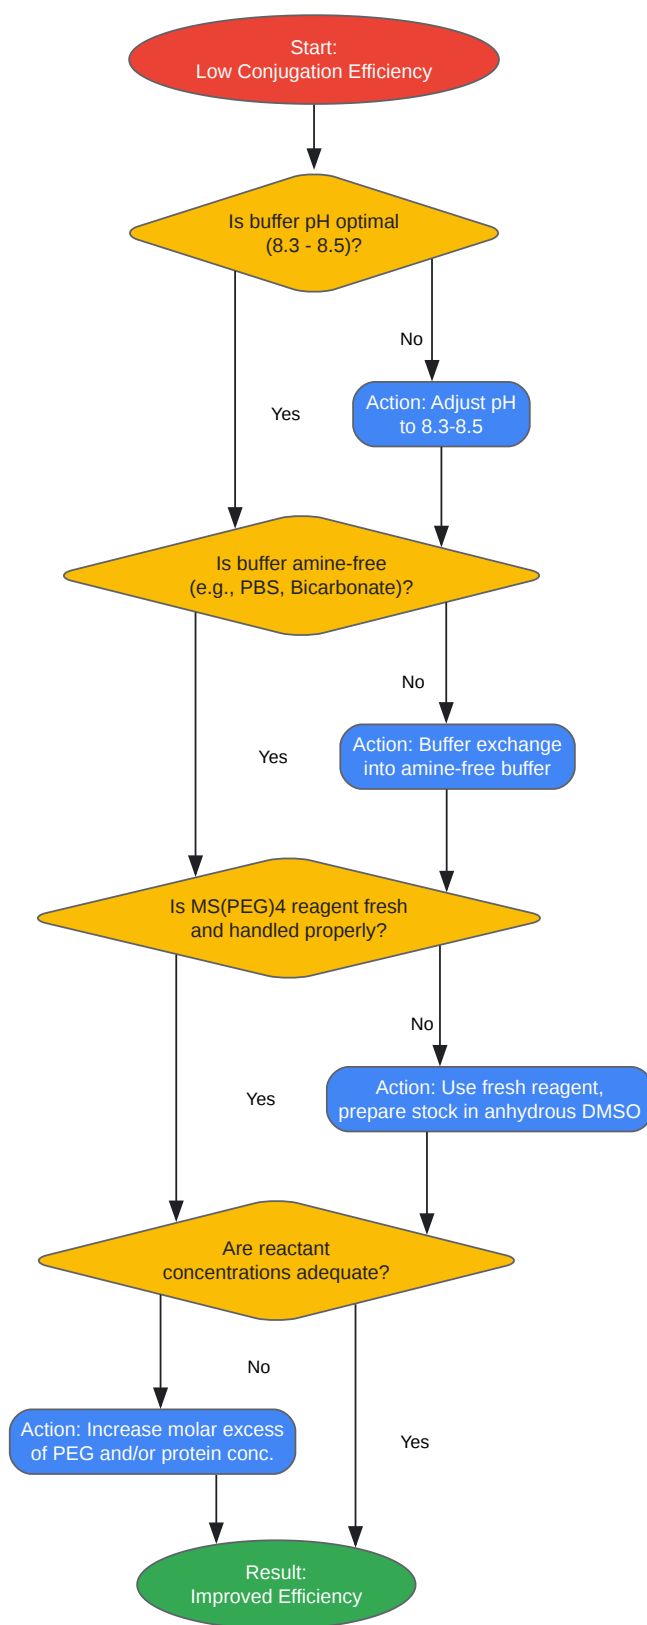 Start:
Low Conjugation Efficiency
Is buffer pH optimal
(8.3 - 8.5)?
No
Action: Adjust pH
to 8.3-8.5
Yes
Is buffer amine-free
(e.g., PBS, Bicarbonate)?
No
Action: Buffer exchange
into amine-free buffer
Yes
Is MS(PEG)4 reagent fresh
and handled properly?
No
Action: Use fresh reagent,
prepare stock in anhydrous DMSO
Yes
Are reactant
concentrations adequate?
No
Action: Increase molar excess
of PEG and/or protein conc.
Yes
Result:
Improved Efficiency